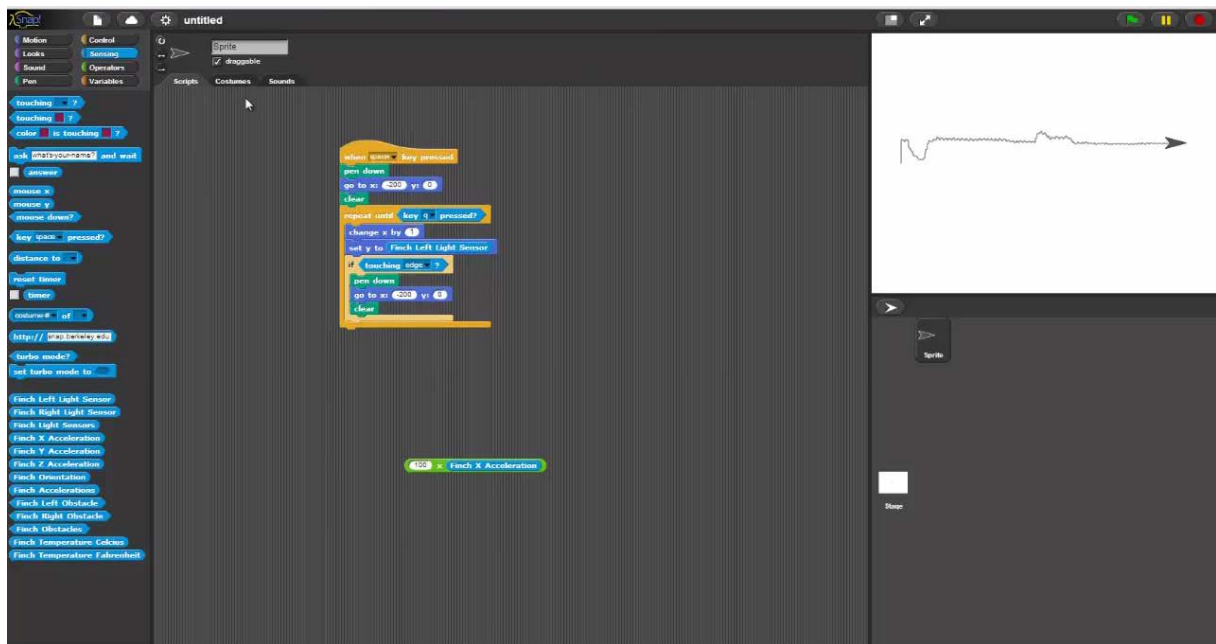 Snap!
untitled
Motion Control
Looks Sensing
Sound Operators
Pen Variables
Sprite
draggable
Scripts Costumes Sounds
touching ?
touching ?
color is touching ?
ask what's your name? and wait
answer
mouse x
mouse y
mouse down?
key space pressed?
distance to
reset timer
timer
costume # of
http:// snap.berkeley.edu
turbo mode?
set turbo mode to
Finch Left Light Sensor
Finch Right Light Sensor
Finch Light Sensors
Finch X Acceleration
Finch Y Acceleration
Finch Z Acceleration
Finch Orientation
Finch Accelerations
Finch Left Obstacle
Finch Right Obstacle
Finch Obstacles
Finch Temperature Celcius
Finch Temperature Fahrenheit
when space key pressed
pen down
go to x: -200 y: 0
clear
repeat until key q pressed?
change x by 1
set y to Finch Left Light Sensor
if touching edge ?
pen down
go to x: -200 y: 0
clear
100 x Finch X Acceleration
Sprite
Stage